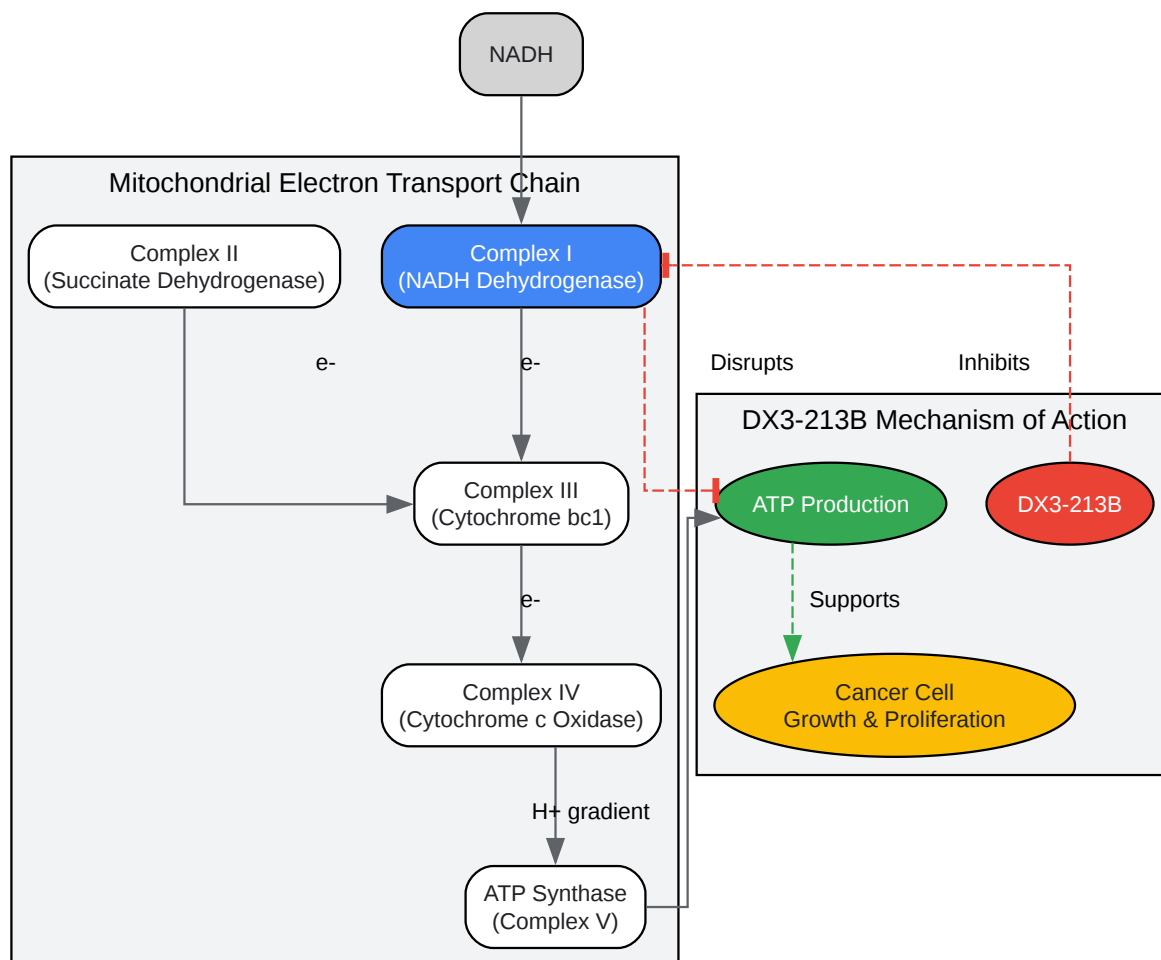 NADH
Mitochondrial Electron Transport Chain
Complex II
(Succinate Dehydrogenase)
Complex I
(NADH Dehydrogenase)
e-
e-
Disrupts
Inhibits
DX3-213B Mechanism of Action
Complex III
(Cytochrome bc1)
ATP Production
DX3-213B
e-
Supports
Complex IV
(Cytochrome c Oxidase)
Cancer Cell
Growth & Proliferation
H+ gradient
ATP Synthase
(Complex V)